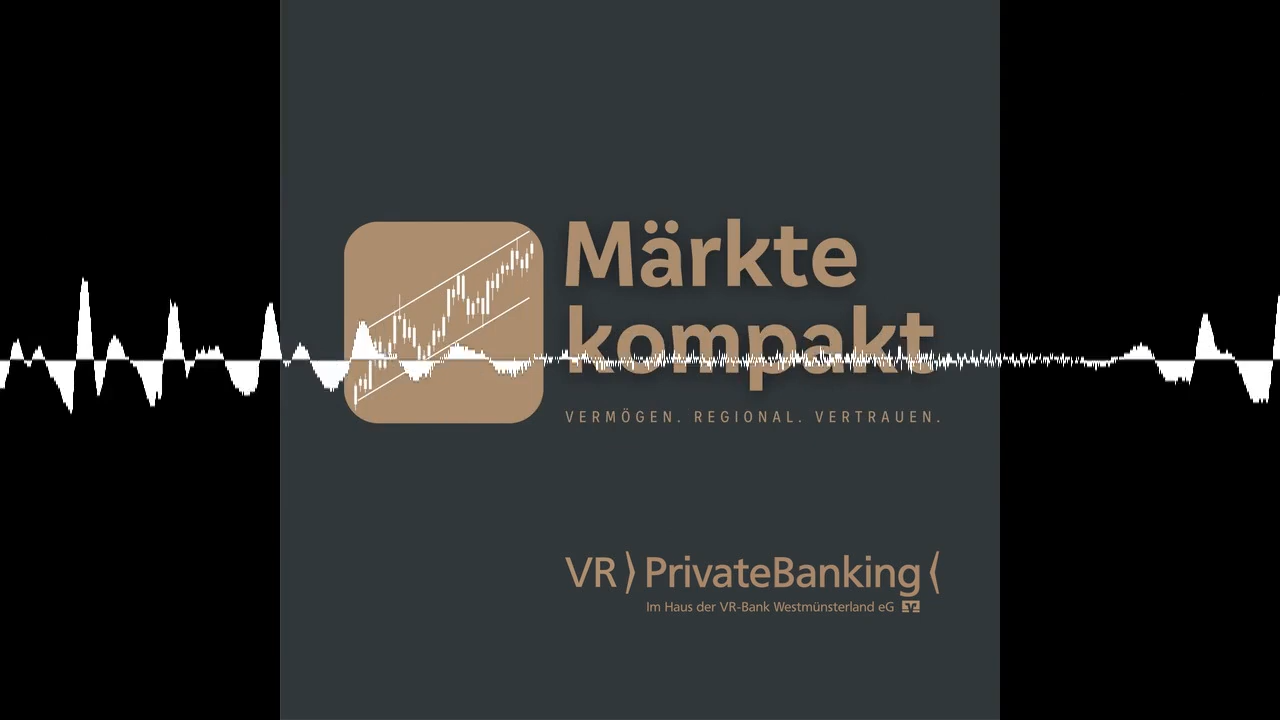 Märkte
kompakt
VERMÖGEN. REGIONAL. VERTRAUEN.
VR PrivateBanking
Im Haus der VR-Bank Westmünsterland eG